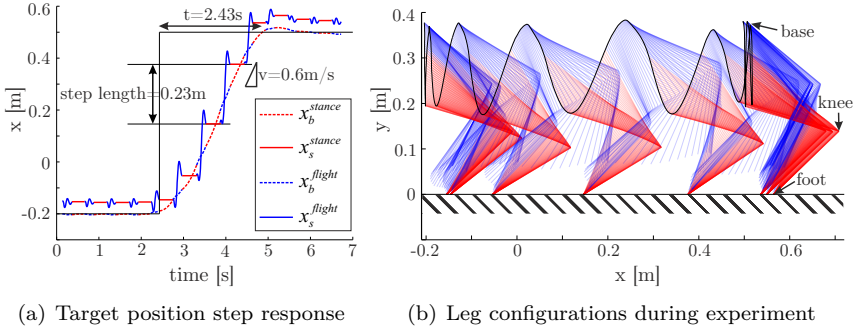 t=2.43s
0.6
0.4
0.2
0
-0.2
x [m]
step length=0.23m
v=0.6m/s
x_b^stance
x_s^stance
x_b^flight
x_s^flight
0 1 2 3 4 5 6 7
time [s]
(a) Target position step response
0.4
0.3
0.2
0.1
0
y [m]
base
knee
foot
-0.2 0 0.2 0.4 0.6
x [m]
(b) Leg configurations during experiment